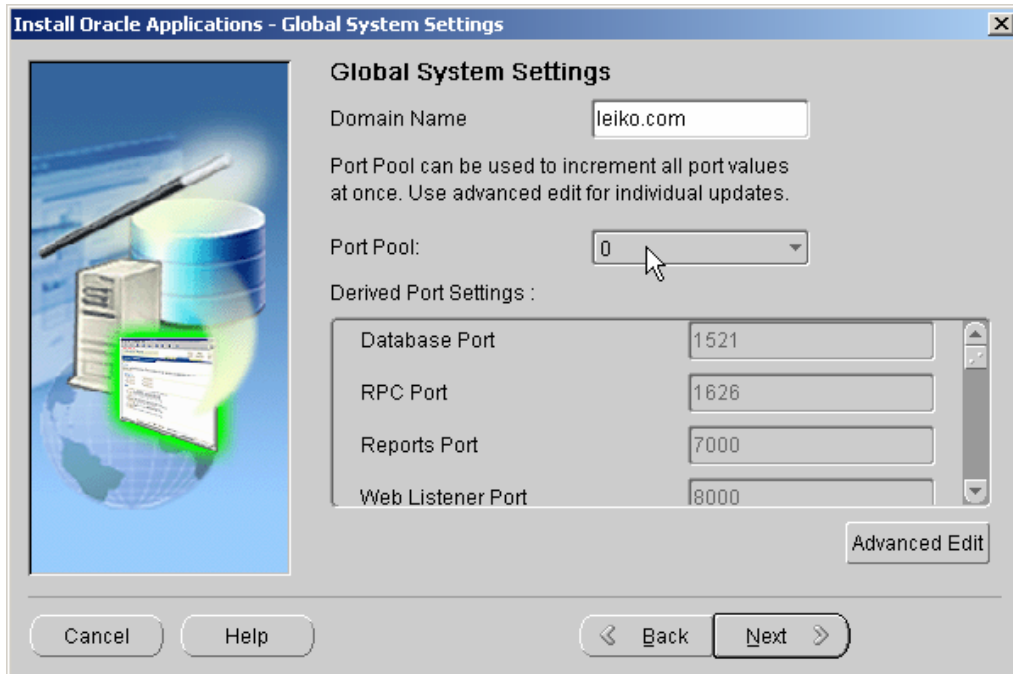 Install Oracle Applications - Global System Settings
Global System Settings
Domain Name leiko.com
Port Pool can be used to increment all port values
at once. Use advanced edit for individual updates.
Port Pool: 0
Derived Port Settings :
Database Port 1521
RPC Port 1626
Reports Port 7000
Web Listener Port 8000
Advanced Edit
Cancel Help Back Next